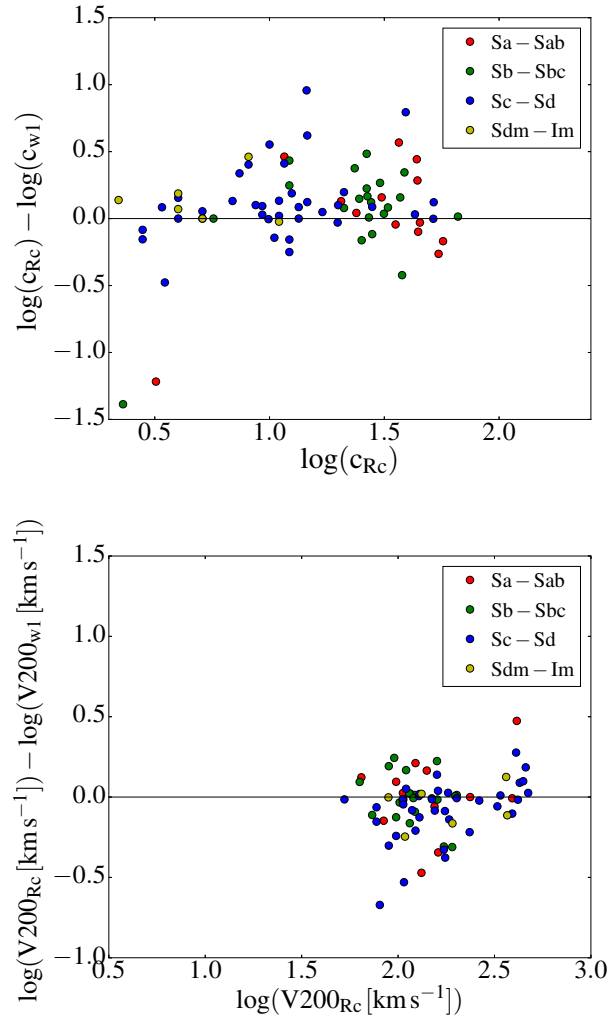 1.5
1.0
0.5
0.0
−0.5
−1.0
−1.5
log(c_Rc) − log(c_w1)
Sa − Sab
Sb − Sbc
Sc − Sd
Sdm − Im
0.5 1.0 1.5 2.0
log(c_Rc)
1.5
1.0
0.5
0.0
−0.5
−1.0
log(V200_Rc [km s⁻¹]) − log(V200_w1 [km s⁻¹])
Sa − Sab
Sb − Sbc
Sc − Sd
Sdm − Im
0.5 1.0 1.5 2.0 2.5 3.0
log(V200_Rc [km s⁻¹])